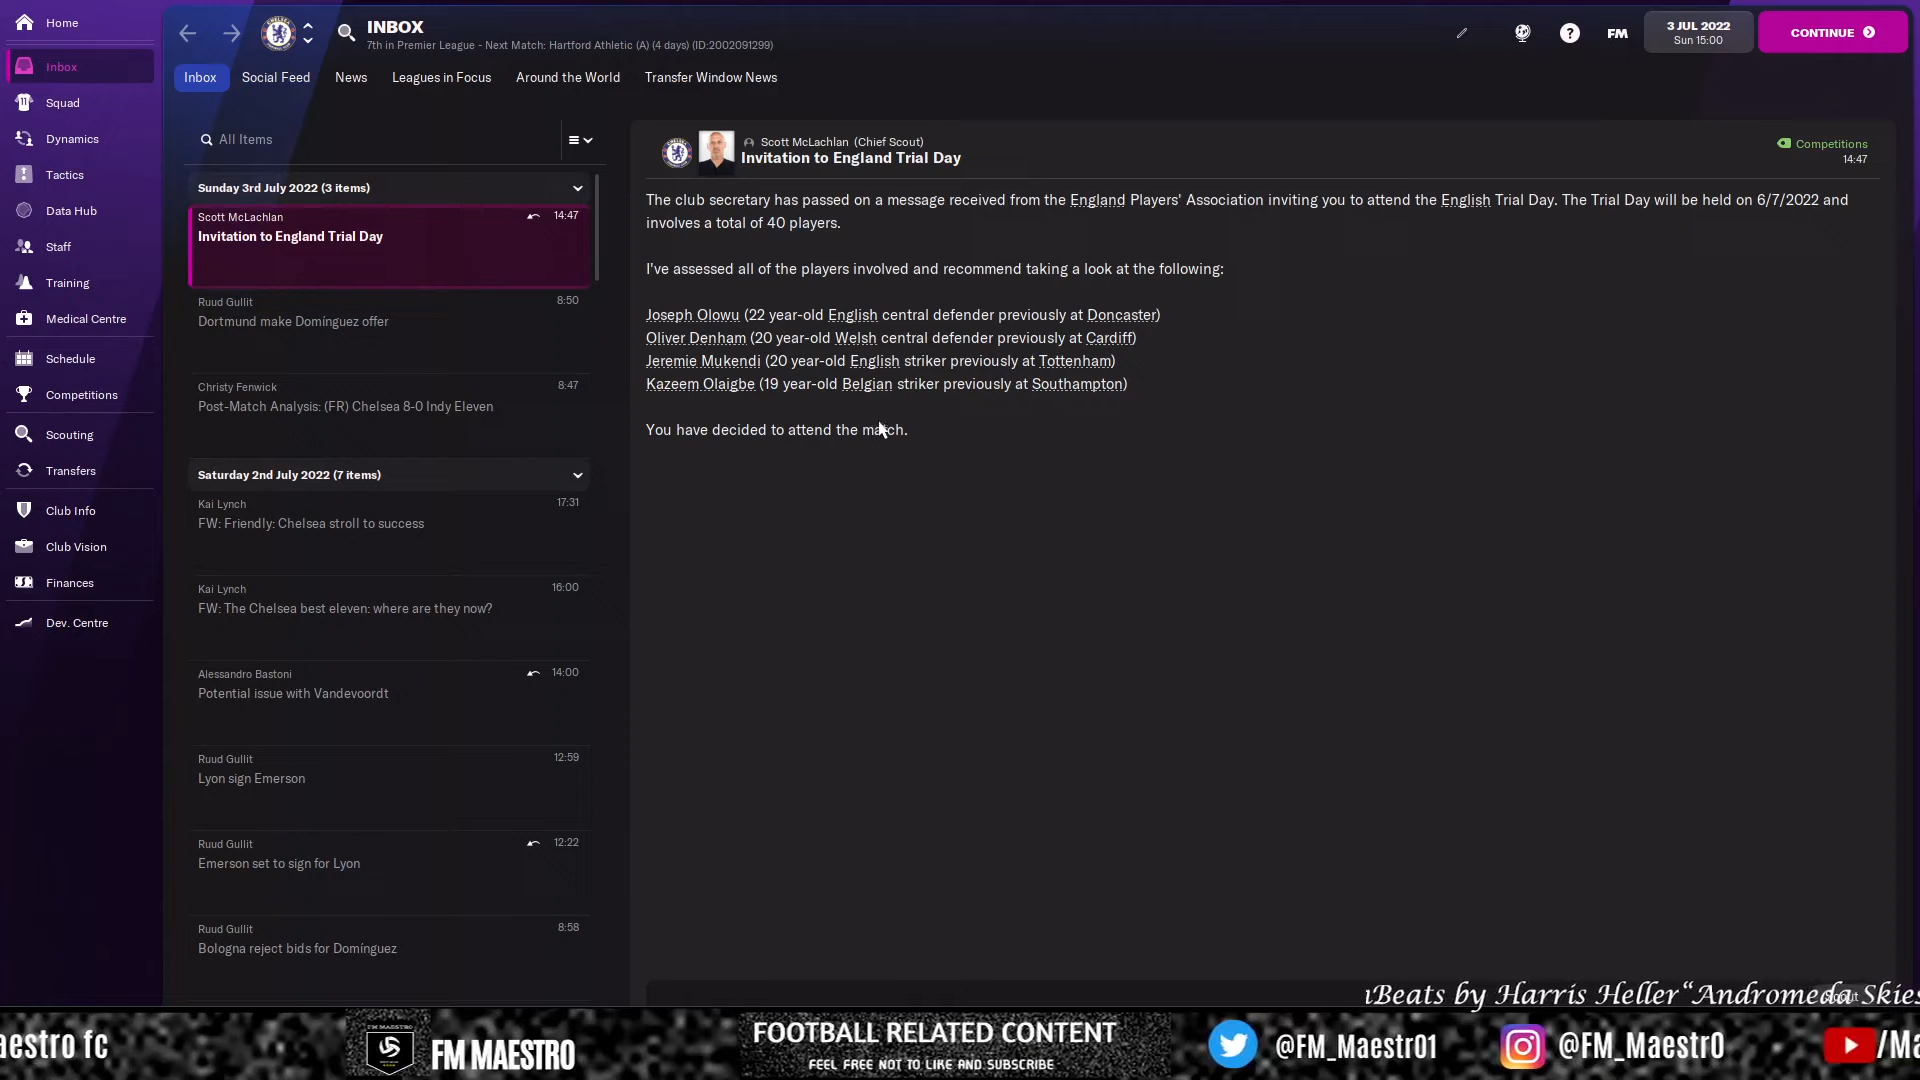 Home
Inbox
Squad
Dynamics
Tactics
Data Hub
Staff
Training
Medical Centre
Schedule
Competitions
Scouting
Transfers
Club Info
Club Vision
Finances
Dev. Centre
INBOX
7th in Premier League - Next Match: Hartford Athletic (A) (4 days) (ID:2002091299)
FM
3 JUL 2022
Sun 15:00
CONTINUE
Inbox
Social Feed
News
Leagues in Focus
Around the World
Transfer Window News
All Items
Sunday 3rd July 2022 (3 items)
Scott McLachlan 14:47
Invitation to England Trial Day
Ruud Gullit 8:50
Dortmund make Domínguez offer
Christy Fenwick 8:47
Post-Match Analysis: (FR) Chelsea 8-0 Indy Eleven
Saturday 2nd July 2022 (7 items)
Kai Lynch 17:31
FW: Friendly: Chelsea stroll to success
Kai Lynch 16:00
FW: The Chelsea best eleven: where are they now?
Alessandro Bastoni 14:00
Potential issue with Vandevoordt
Ruud Gullit 12:59
Lyon sign Emerson
Ruud Gullit 12:22
Emerson set to sign for Lyon
Ruud Gullit 8:58
Bologna reject bids for Domínguez
Scott McLachlan (Chief Scout)
Invitation to England Trial Day
Competitions
14:47
The club secretary has passed on a message received from the England Players' Association inviting you to attend the English Trial Day. The Trial Day will be held on 6/7/2022 and
involves a total of 40 players.
I've assessed all of the players involved and recommend taking a look at the following:
Joseph Olowu (22 year-old English central defender previously at Doncaster)
Oliver Denham (20 year-old Welsh central defender previously at Cardiff)
Jeremie Mukendi (20 year-old English striker previously at Tottenham)
Kazeem Olaigbe (19 year-old Belgian striker previously at Southampton)
You have decided to attend the match.
Beats by Harris Heller “Andromeda Skies
aestro fc
FM MAESTRO
FOOTBALL RELATED CONTENT
FEEL FREE NOT TO LIKE AND SUBSCRIBE
@FM_Maestr01
@FM_Maestr0
/Ma